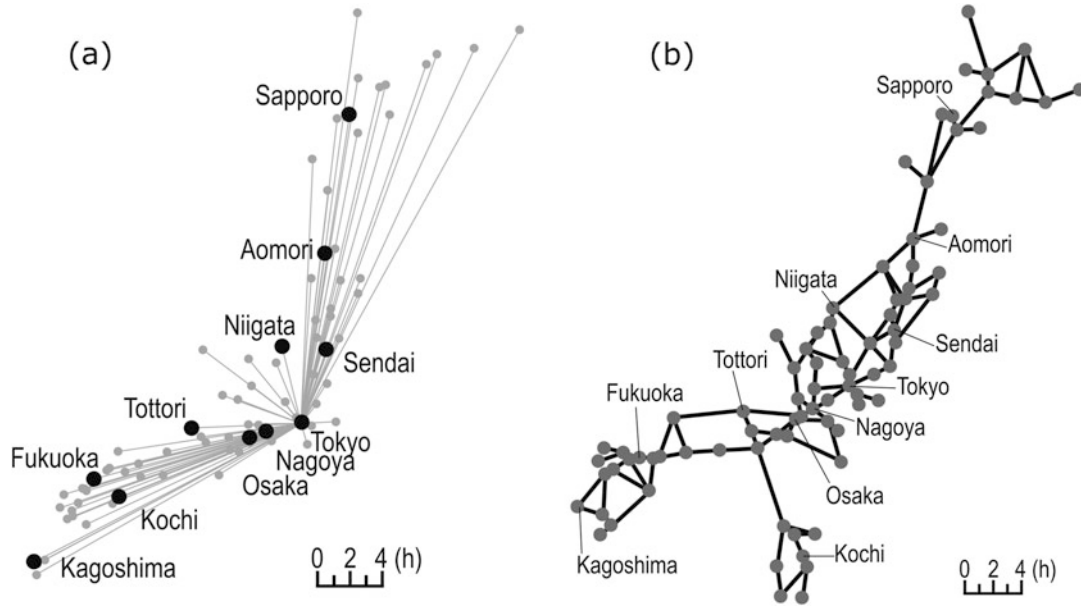 (a)
Sapporo
Aomori
Niigata
Sendai
Tottori
Tokyo
Nagoya
Fukuoka
Osaka
Kochi
Kagoshima
0 2 4 (h)
(b)
Sapporo
Aomori
Niigata
Sendai
Tottori
Tokyo
Fukuoka
Nagoya
Osaka
Kochi
Kagoshima
0 2 4 (h)